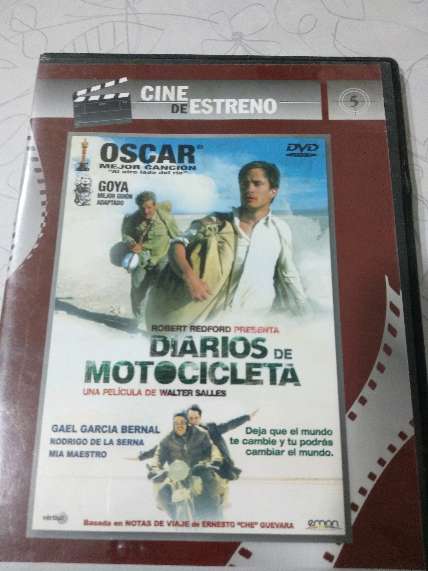 CINE
DE ESTRENO
5
OSCAR
MEJOR CANCIÓN
"Al otro lado del río"
DVD
GOYA
MEJOR GUIÓN
ADAPTADO
ROBERT REDFORD PRESENTA
DIARIOS DE
MOTOCICLETA
UNA PELÍCULA DE WALTER SALLES
GAEL GARCIA BERNAL
RODRIGO DE LA SERNA
MIA MAESTRO
Deja que el mundo
te cambie y tu podrás
cambiar el mundo.
vértigo
Basada en NOTAS DE VIAJE de ERNESTO "CHE" GUEVARA
eman